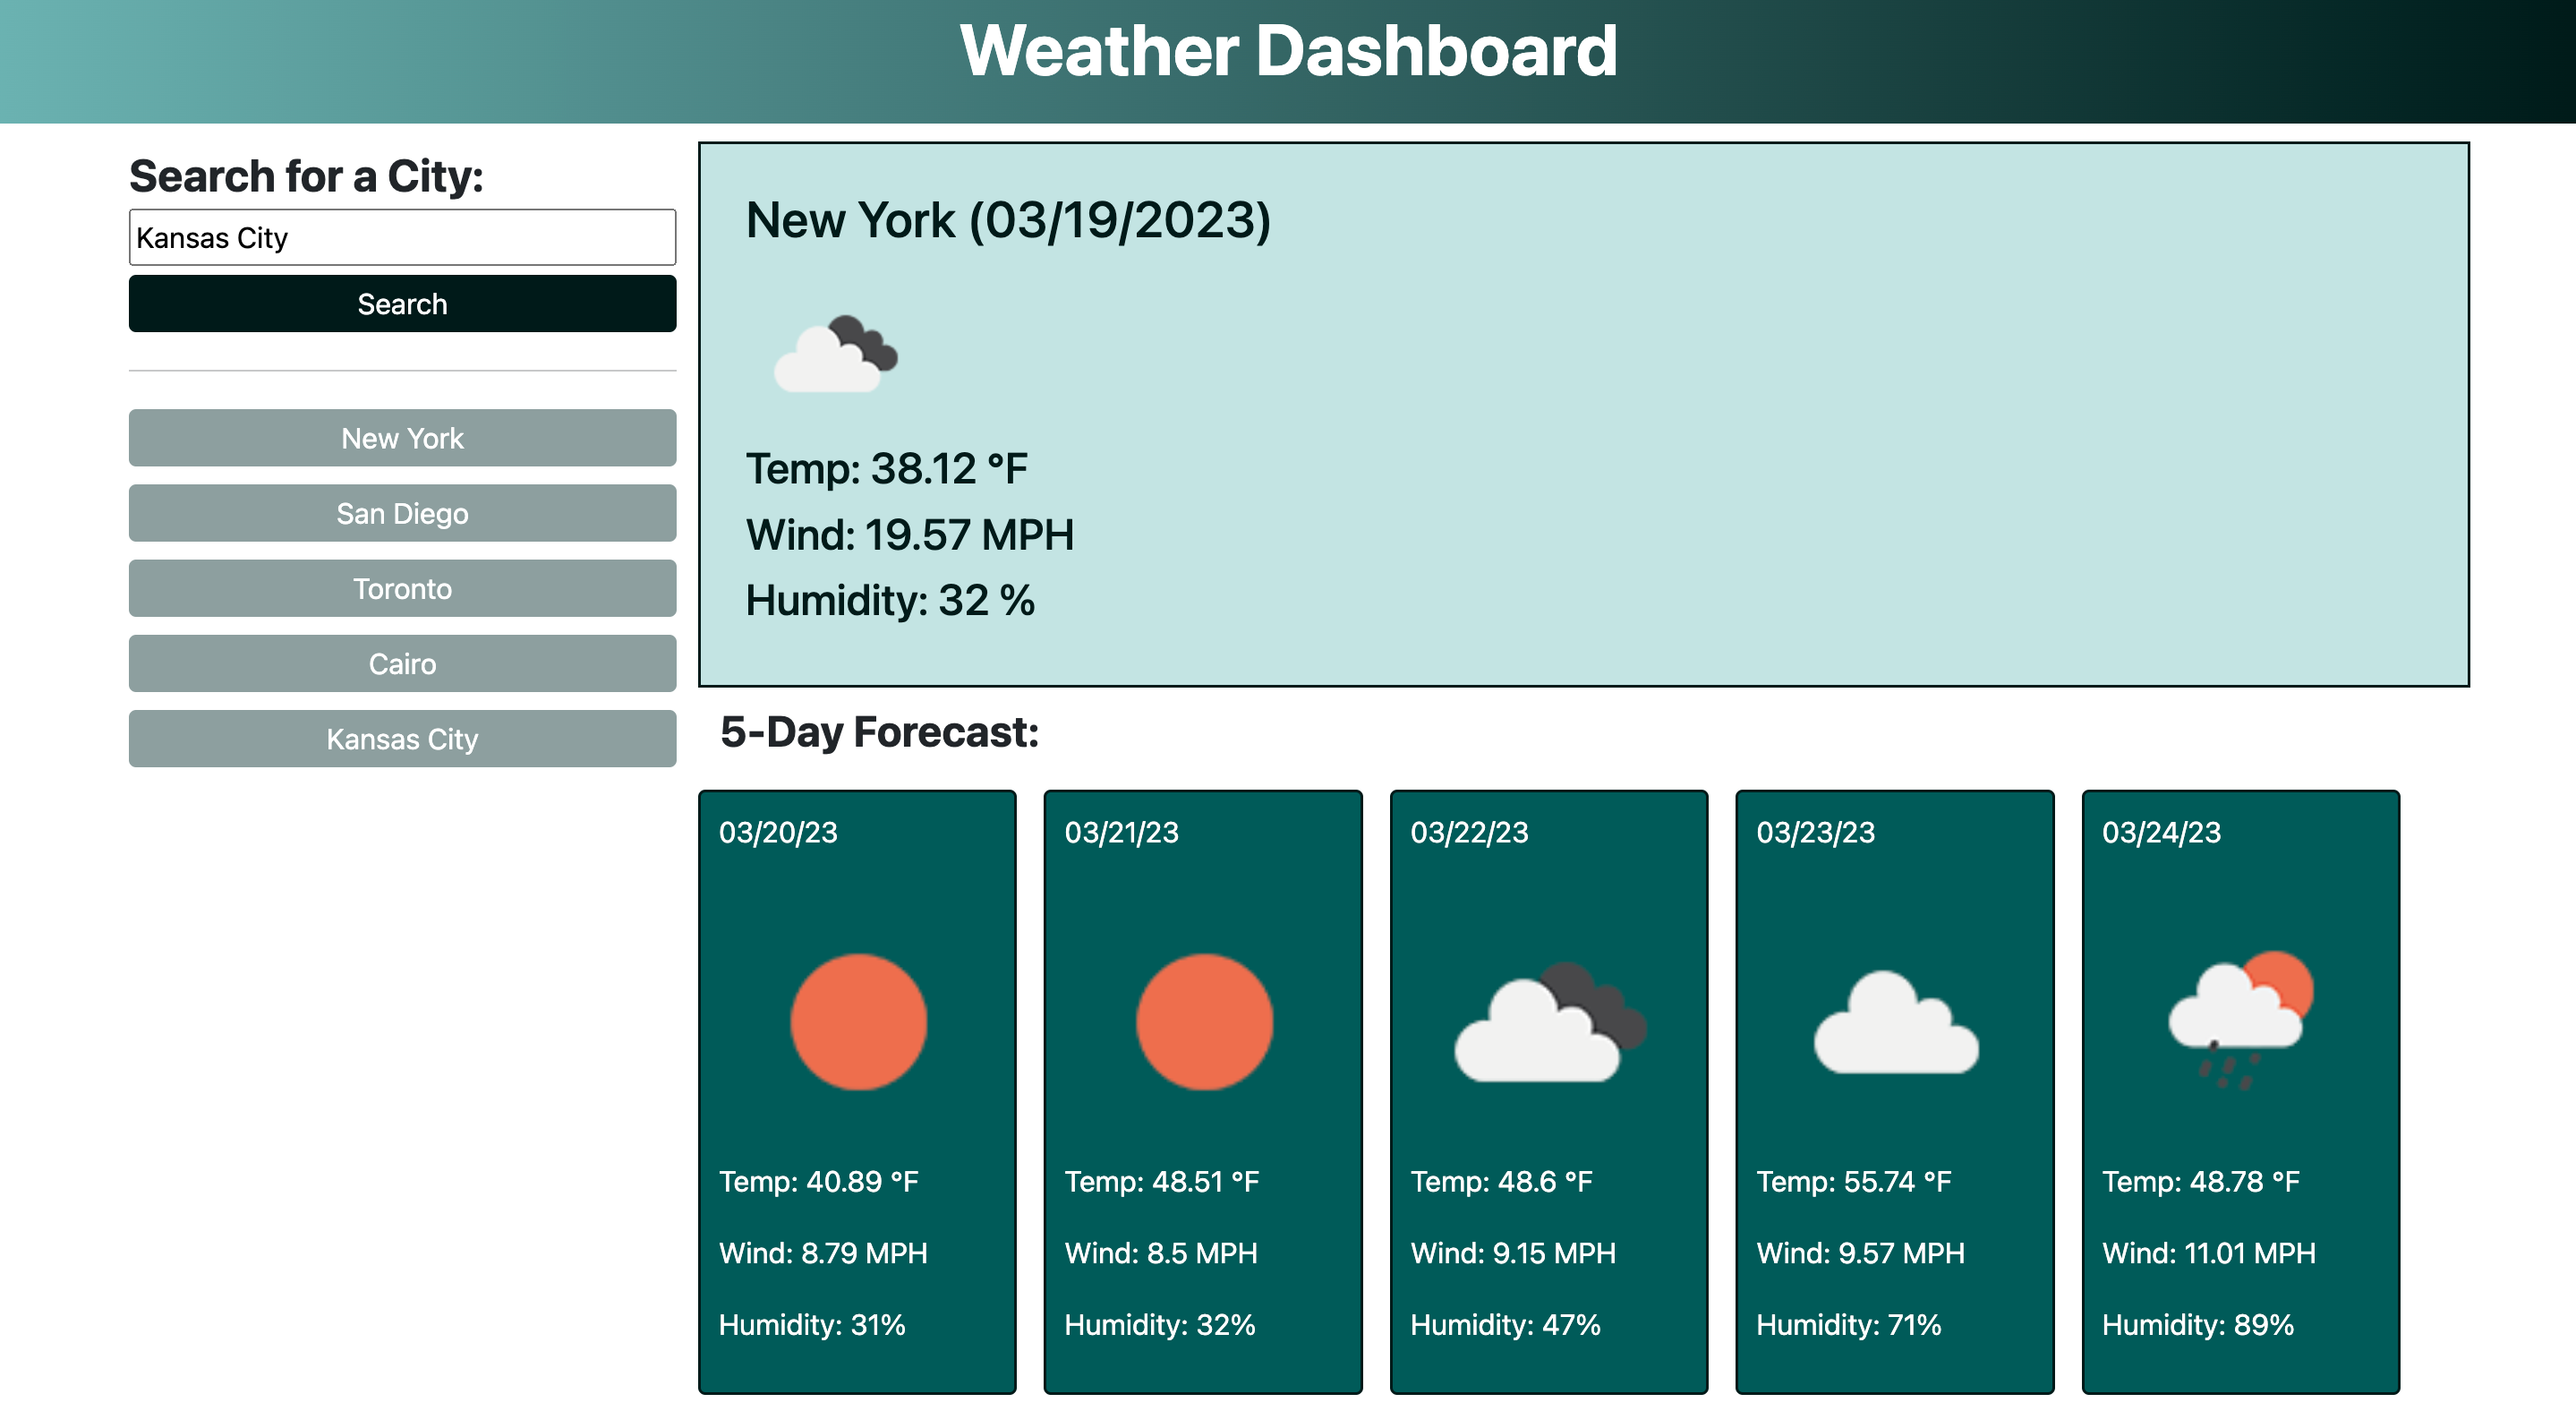 Weather Dashboard
Search for a City:
Kansas City
Search
New York
San Diego
Toronto
Cairo
Kansas City
New York (03/19/2023)
Temp: 38.12 °F
Wind: 19.57 MPH
Humidity: 32 %
5-Day Forecast:
03/20/23
Temp: 40.89 °F
Wind: 8.79 MPH
Humidity: 31%
03/21/23
Temp: 48.51 °F
Wind: 8.5 MPH
Humidity: 32%
03/22/23
Temp: 48.6 °F
Wind: 9.15 MPH
Humidity: 47%
03/23/23
Temp: 55.74 °F
Wind: 9.57 MPH
Humidity: 71%
03/24/23
Temp: 48.78 °F
Wind: 11.01 MPH
Humidity: 89%